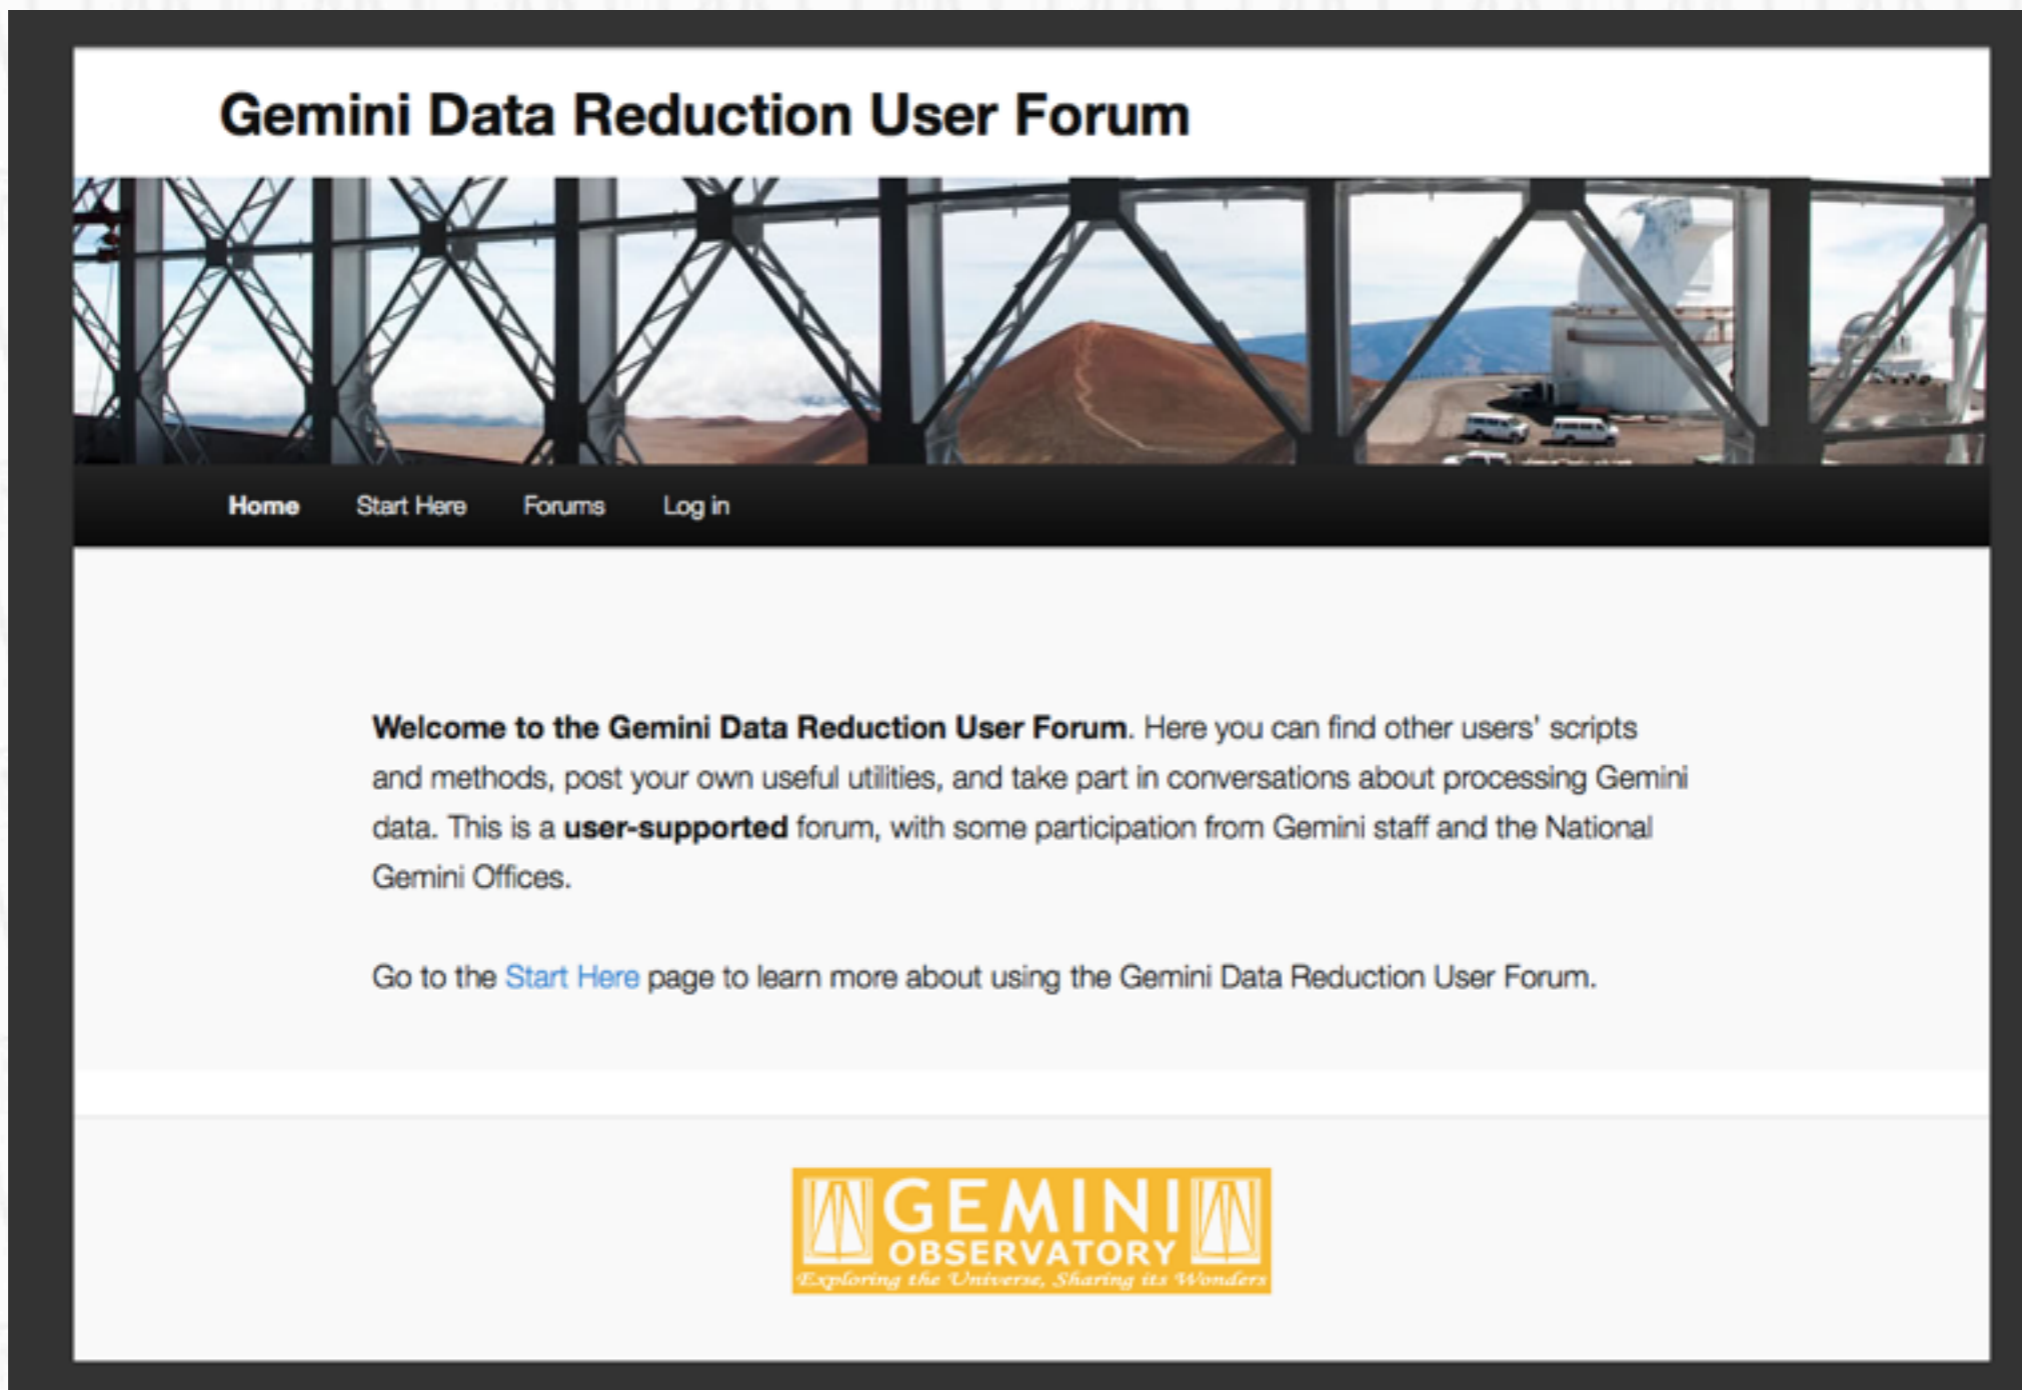 Gemini Data Reduction User Forum
Home Start Here Forums Log in
Welcome to the Gemini Data Reduction User Forum. Here you can find other users' scripts
and methods, post your own useful utilities, and take part in conversations about processing Gemini
data. This is a user-supported forum, with some participation from Gemini staff and the National
Gemini Offices.
Go to the Start Here page to learn more about using the Gemini Data Reduction User Forum.
GEMINI
OBSERVATORY
Exploring the Universe, Sharing its Wonders